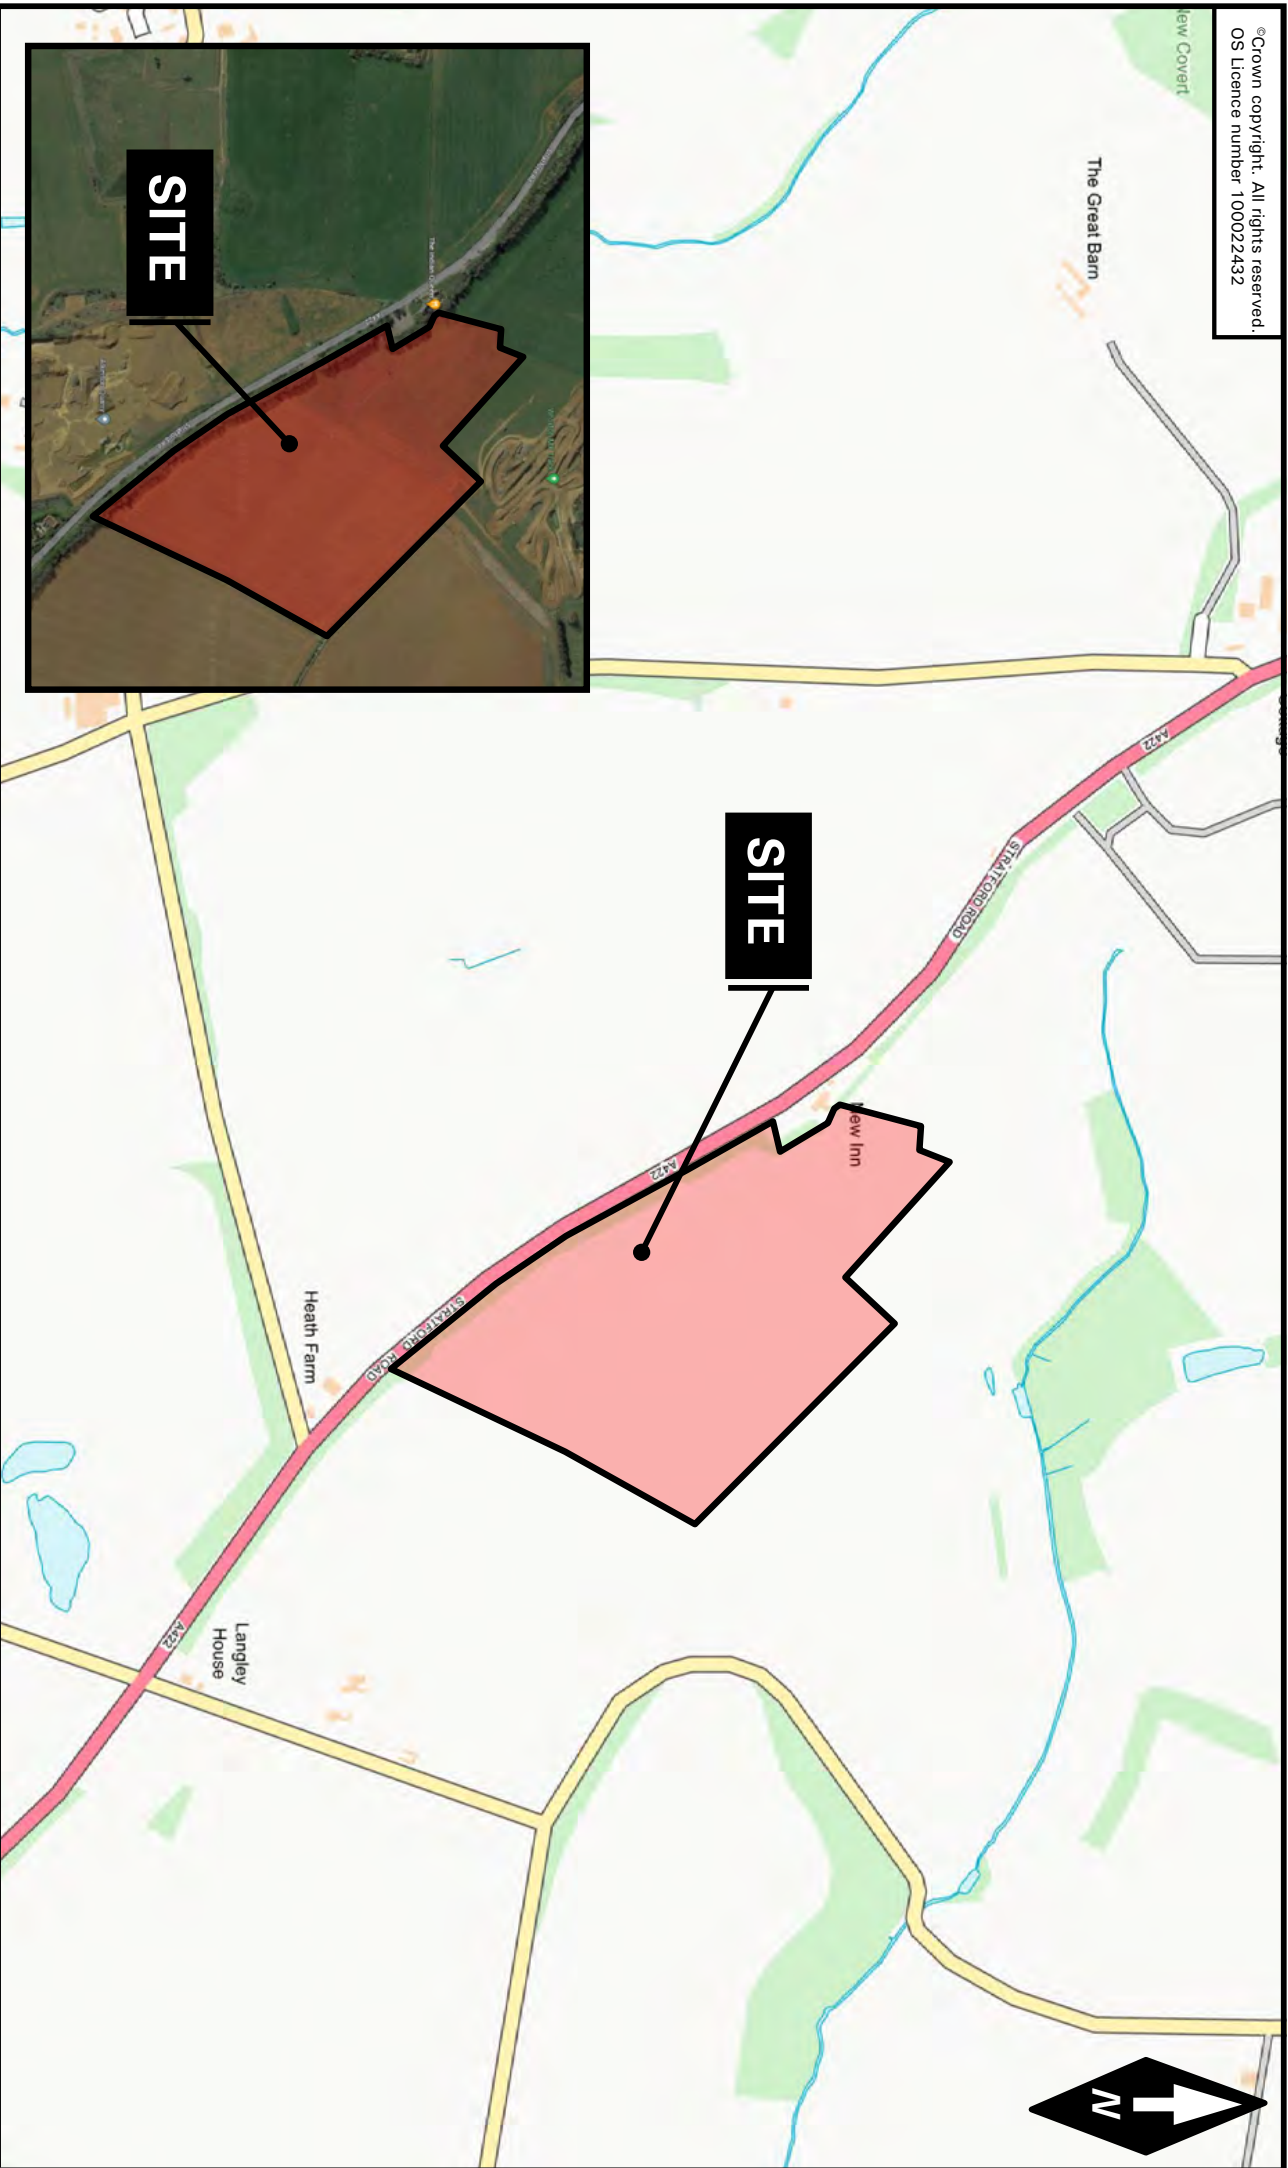 ©Crown copyright. All rights reserved.
OS Licence number 100022432
N
Covert
A422
The Great Barn
STRATFORD ROAD
New Inn
SITE
A422
STRATFORD ROAD
Heath Farm
Langley
House
A422
SITE